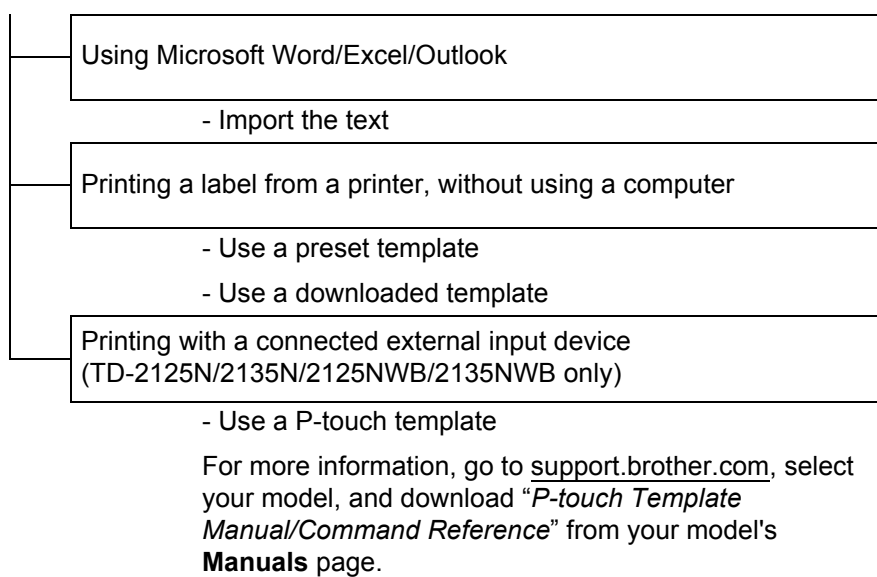 Using Microsoft Word/Excel/Outlook
- Import the text
Printing a label from a printer, without using a computer
- Use a preset template
- Use a downloaded template
Printing with a connected external input device
(TD-2125N/2135N/2125NWB/2135NWB only)
- Use a P-touch template
For more information, go to support.brother.com, select
your model, and download “P-touch Template
Manual/Command Reference” from your model's
Manuals page.